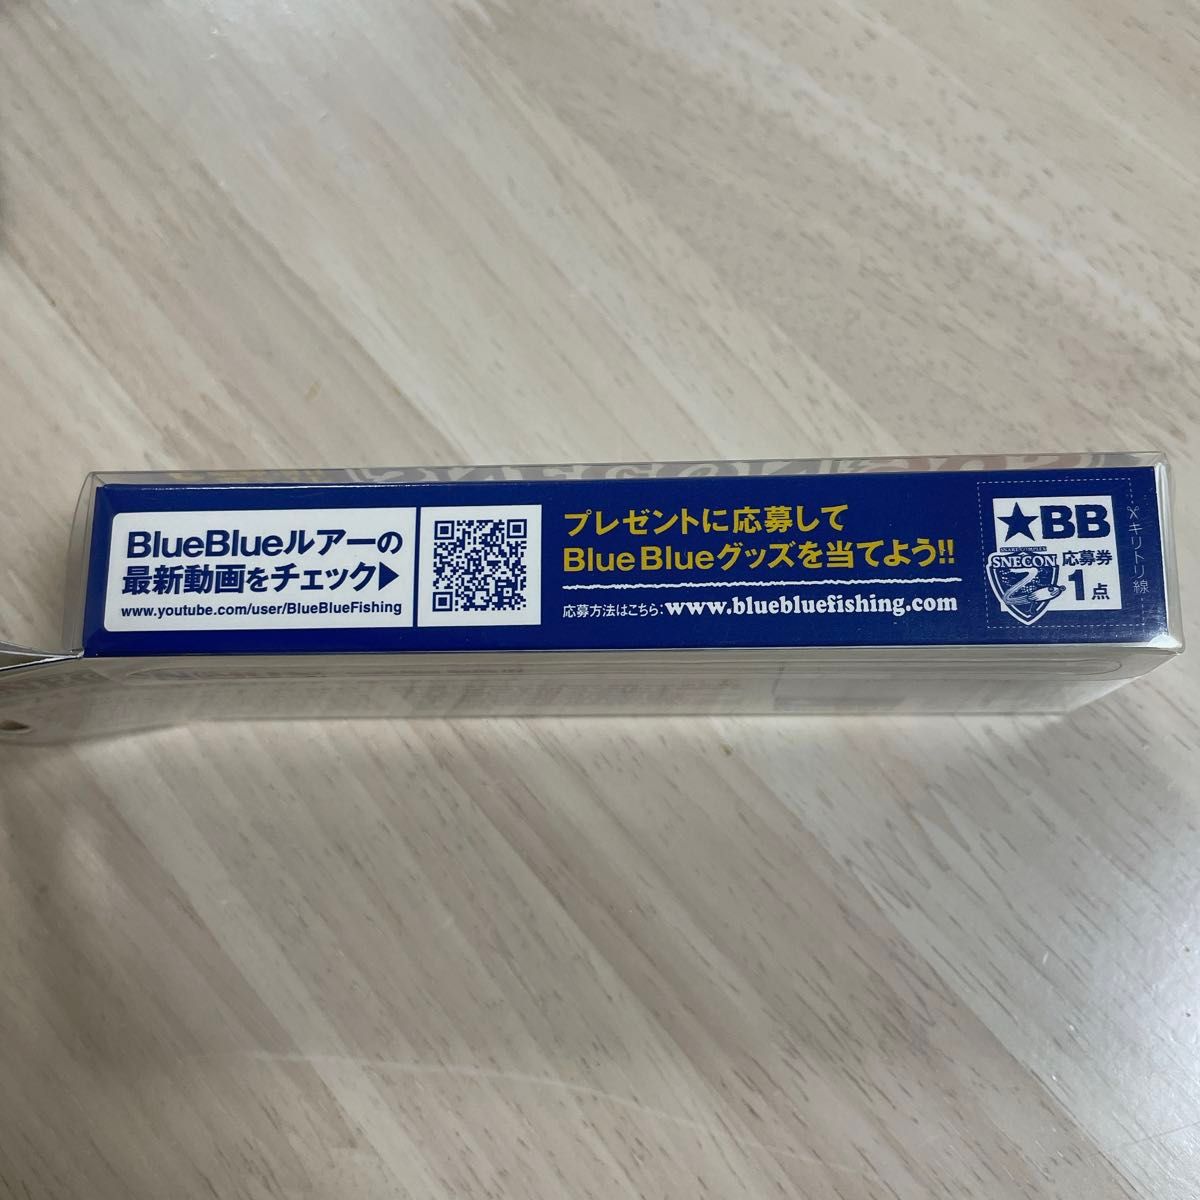 BlueBlueルアーの
最新動画をチェック▶
www.youtube.com/user/BlueBlueFishing
プレゼントに応募して
BlueBlueグッズを当てよう!!
応募方法はこちら: www.bluebluefishing.com
★BB
SNECON
応募券
1点
キリトリ線